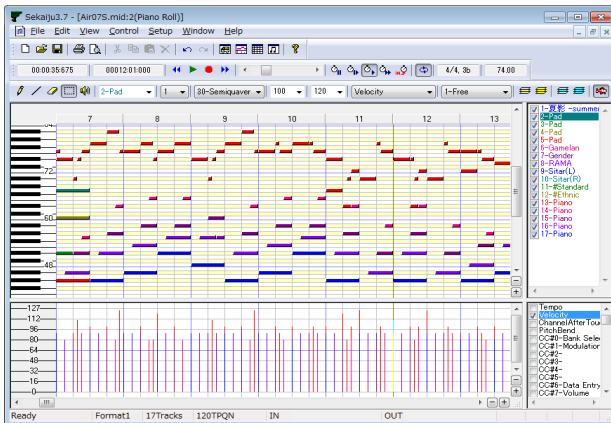 Sekaiju3.7 - [Air07S.mid:2(Piano Roll)]
File Edit View Control Setup Window Help
00:00:35:675 00012:01:000 4/4, 3b 74.00
2-Pad 1 30-Semiquaver 100 120 Velocity 1-Free
7 8 9 10 11 12 13
84
72
60
48
1-夏影 -summer
2-Pad
3-Pad
4-Pad
5-Pad
6-Gamelan
7-Gender
8-RAMA
9-Sitar(L)
10-Sitar(R)
11-#Standard
12-#Ethnic
13-Piano
14-Piano
15-Piano
16-Piano
17-Piano
127
112
96
80
64
48
32
16
0
Tempo
Velocity
ChannelAfterTouc
PitchBend
CC#0-Bank Selec
CC#1-Modulation
CC#2-
CC#3-
CC#4-
CC#5-
CC#6-Data Entry
CC#7-Volume
Ready Format1 17Tracks 120TPQN IN OUT